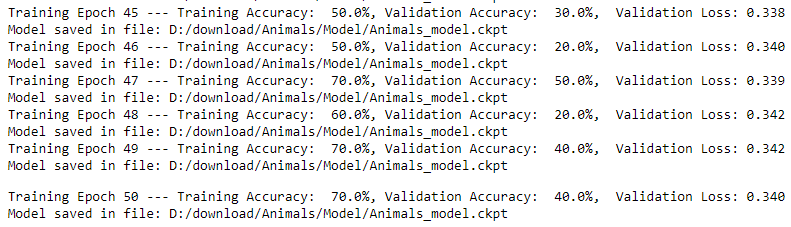 Training Epoch 45 --- Training Accuracy:  50.0%, Validation Accuracy:  30.0%,  Validation Loss: 0.338
Model saved in file: D:/download/Animals/Model/Animals_model.ckpt
Training Epoch 46 --- Training Accuracy:  50.0%, Validation Accuracy:  20.0%,  Validation Loss: 0.340
Model saved in file: D:/download/Animals/Model/Animals_model.ckpt
Training Epoch 47 --- Training Accuracy:  70.0%, Validation Accuracy:  50.0%,  Validation Loss: 0.339
Model saved in file: D:/download/Animals/Model/Animals_model.ckpt
Training Epoch 48 --- Training Accuracy:  60.0%, Validation Accuracy:  20.0%,  Validation Loss: 0.342
Model saved in file: D:/download/Animals/Model/Animals_model.ckpt
Training Epoch 49 --- Training Accuracy:  70.0%, Validation Accuracy:  40.0%,  Validation Loss: 0.342
Model saved in file: D:/download/Animals/Model/Animals_model.ckpt
Training Epoch 50 --- Training Accuracy:  70.0%, Validation Accuracy:  40.0%,  Validation Loss: 0.340
Model saved in file: D:/download/Animals/Model/Animals_model.ckpt